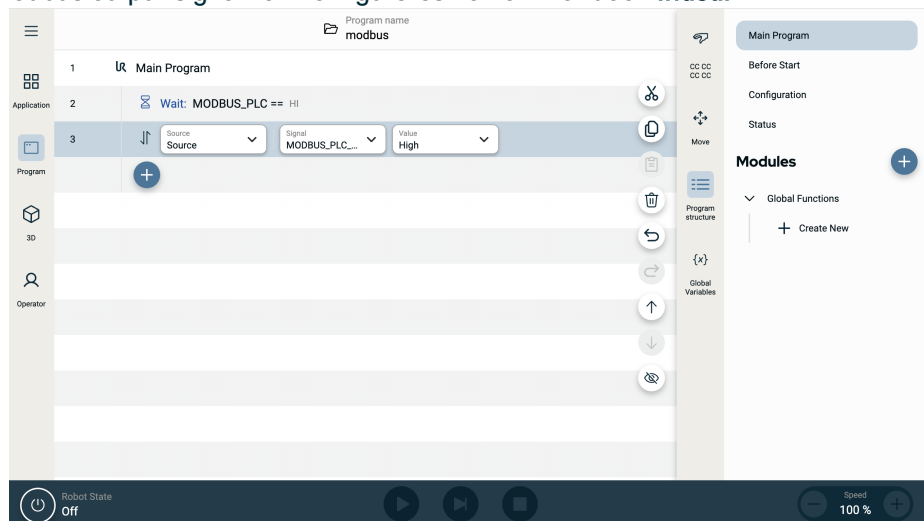 Program name
modbus
1 Main Program
2 Wait: MODBUS_PLC == HI
3
Source
Source
Signal
MODBUS_PLC_...
Value
High
Application
Program
3D
Operator
CC CC
CC CC
Move
Program
structure
{x}
Global
Variables
Main Program
Before Start
Configuration
Status
Modules
Global Functions
Create New
Robot State
Off
Speed
100 %